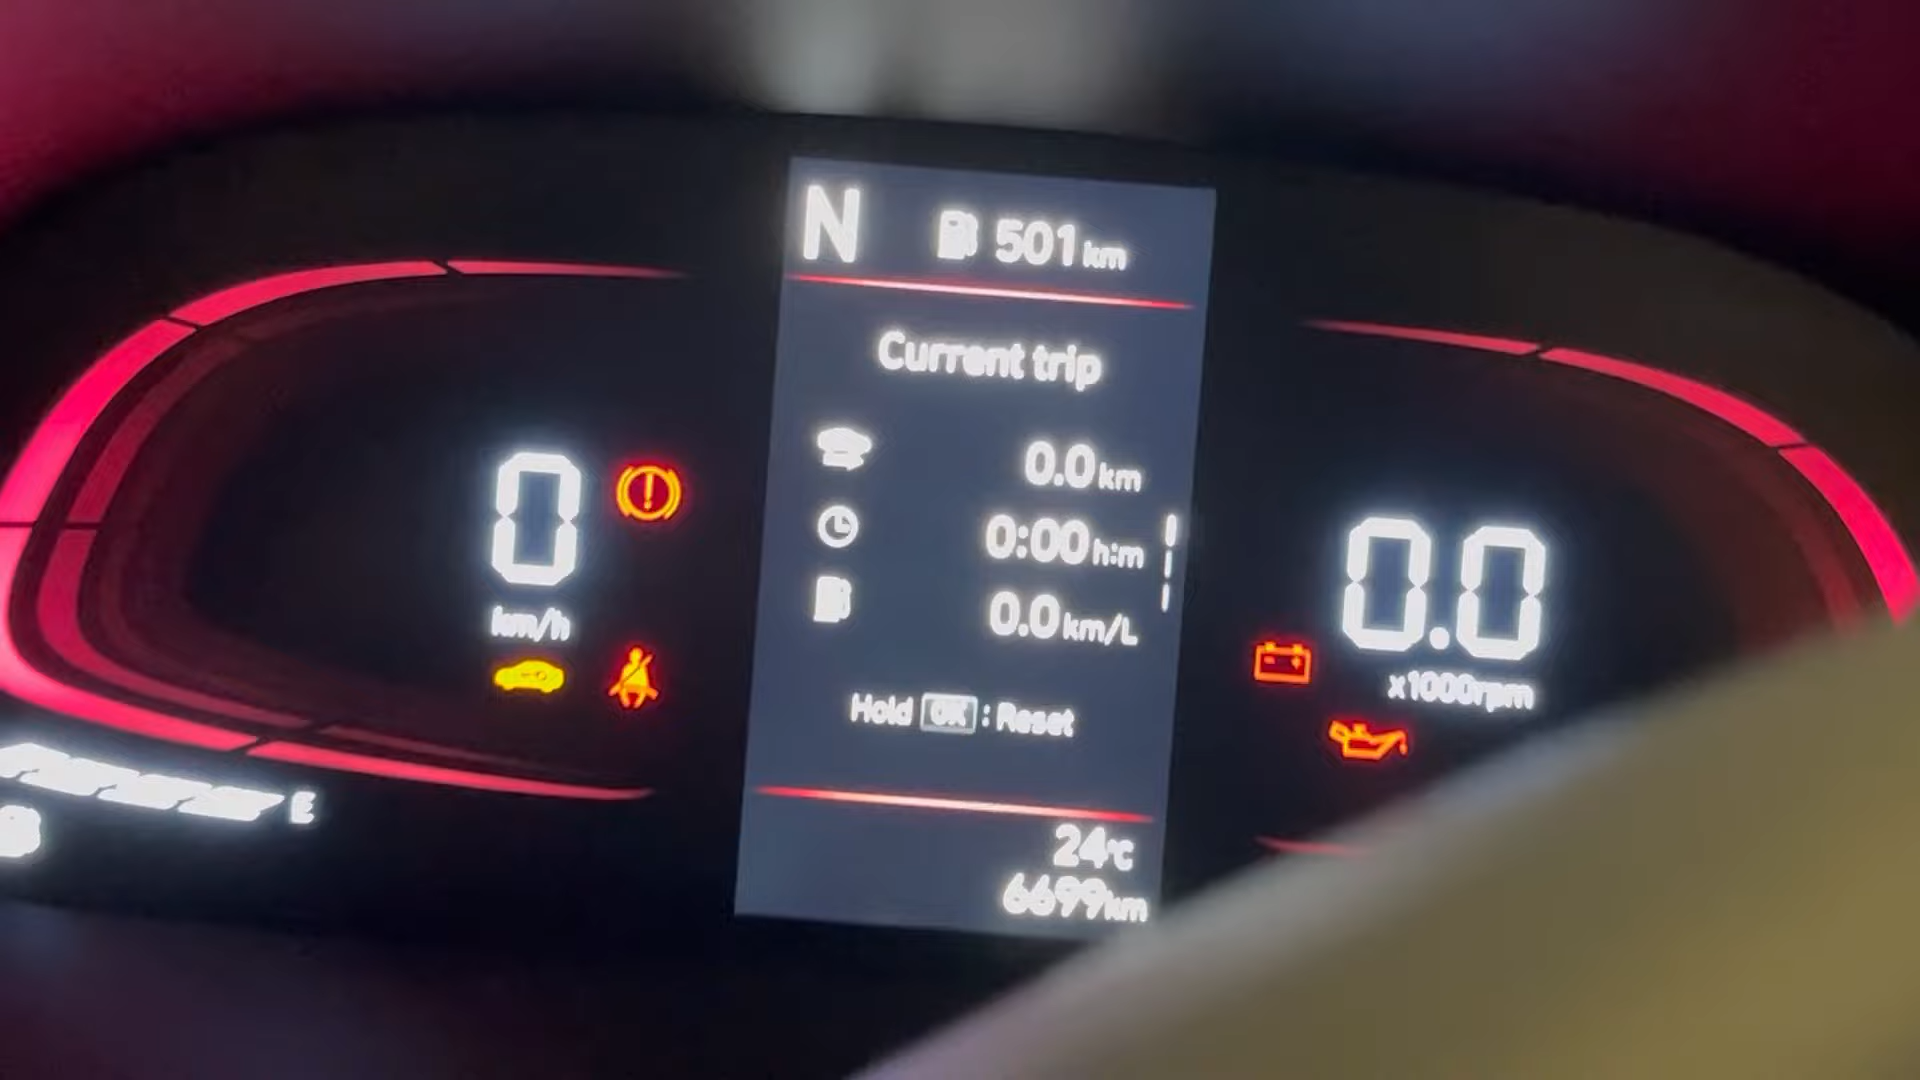 N 501km
Current trip
0.0km
0:00h:m
0.0km/L
Hold OK : Reset
24℃
6699km
0
km/h
E
0.0
x1000rpm